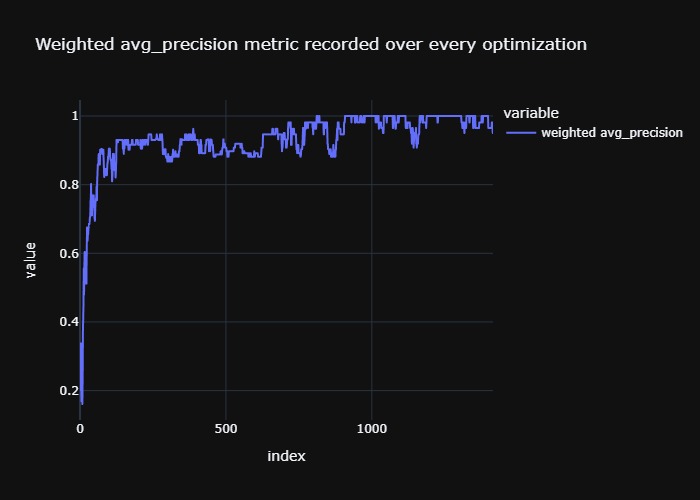 Weighted avg_precision metric recorded over every optimization
variable
weighted avg_precision
value
1
0.8
0.6
0.4
0.2
0
500
1000
index